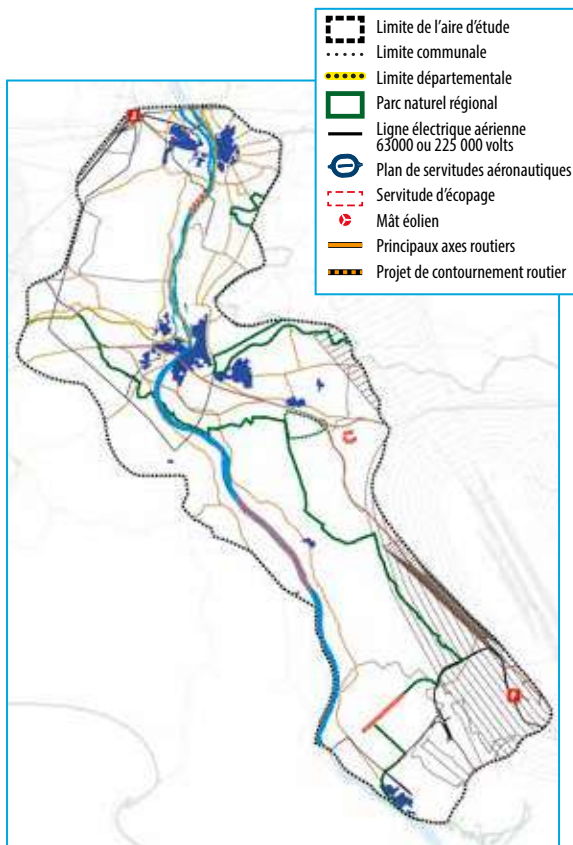 Limite de l'aire d'étude
Limite communale
Limite départementale
Parc naturel régional
Ligne électrique aérienne
63000 ou 225 000 volts
Plan de servitudes aéronautiques
Servitude d'écopage
Mât éolien
Principaux axes routiers
Projet de contournement routier
J
F